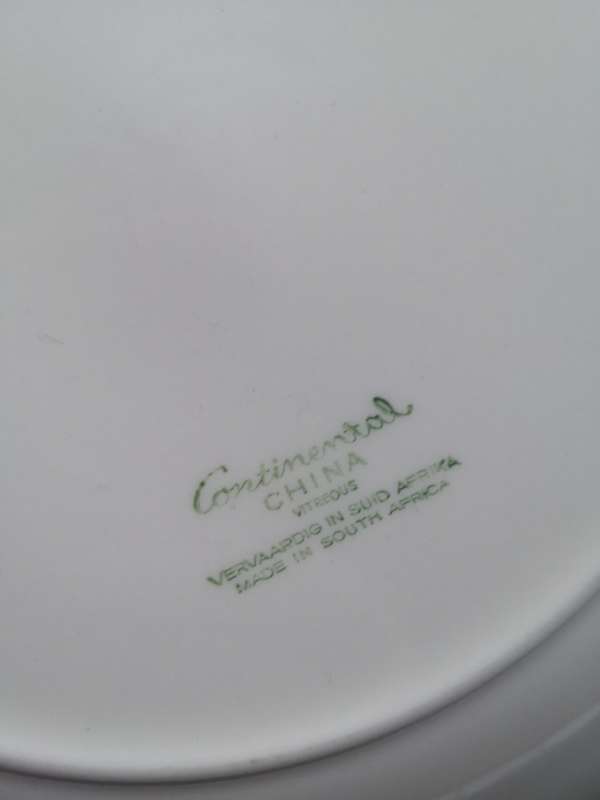 Continental
CHINA
VITREOUS
VERVAARDIG IN SUID AFRIKA
MADE IN SOUTH AFRICA